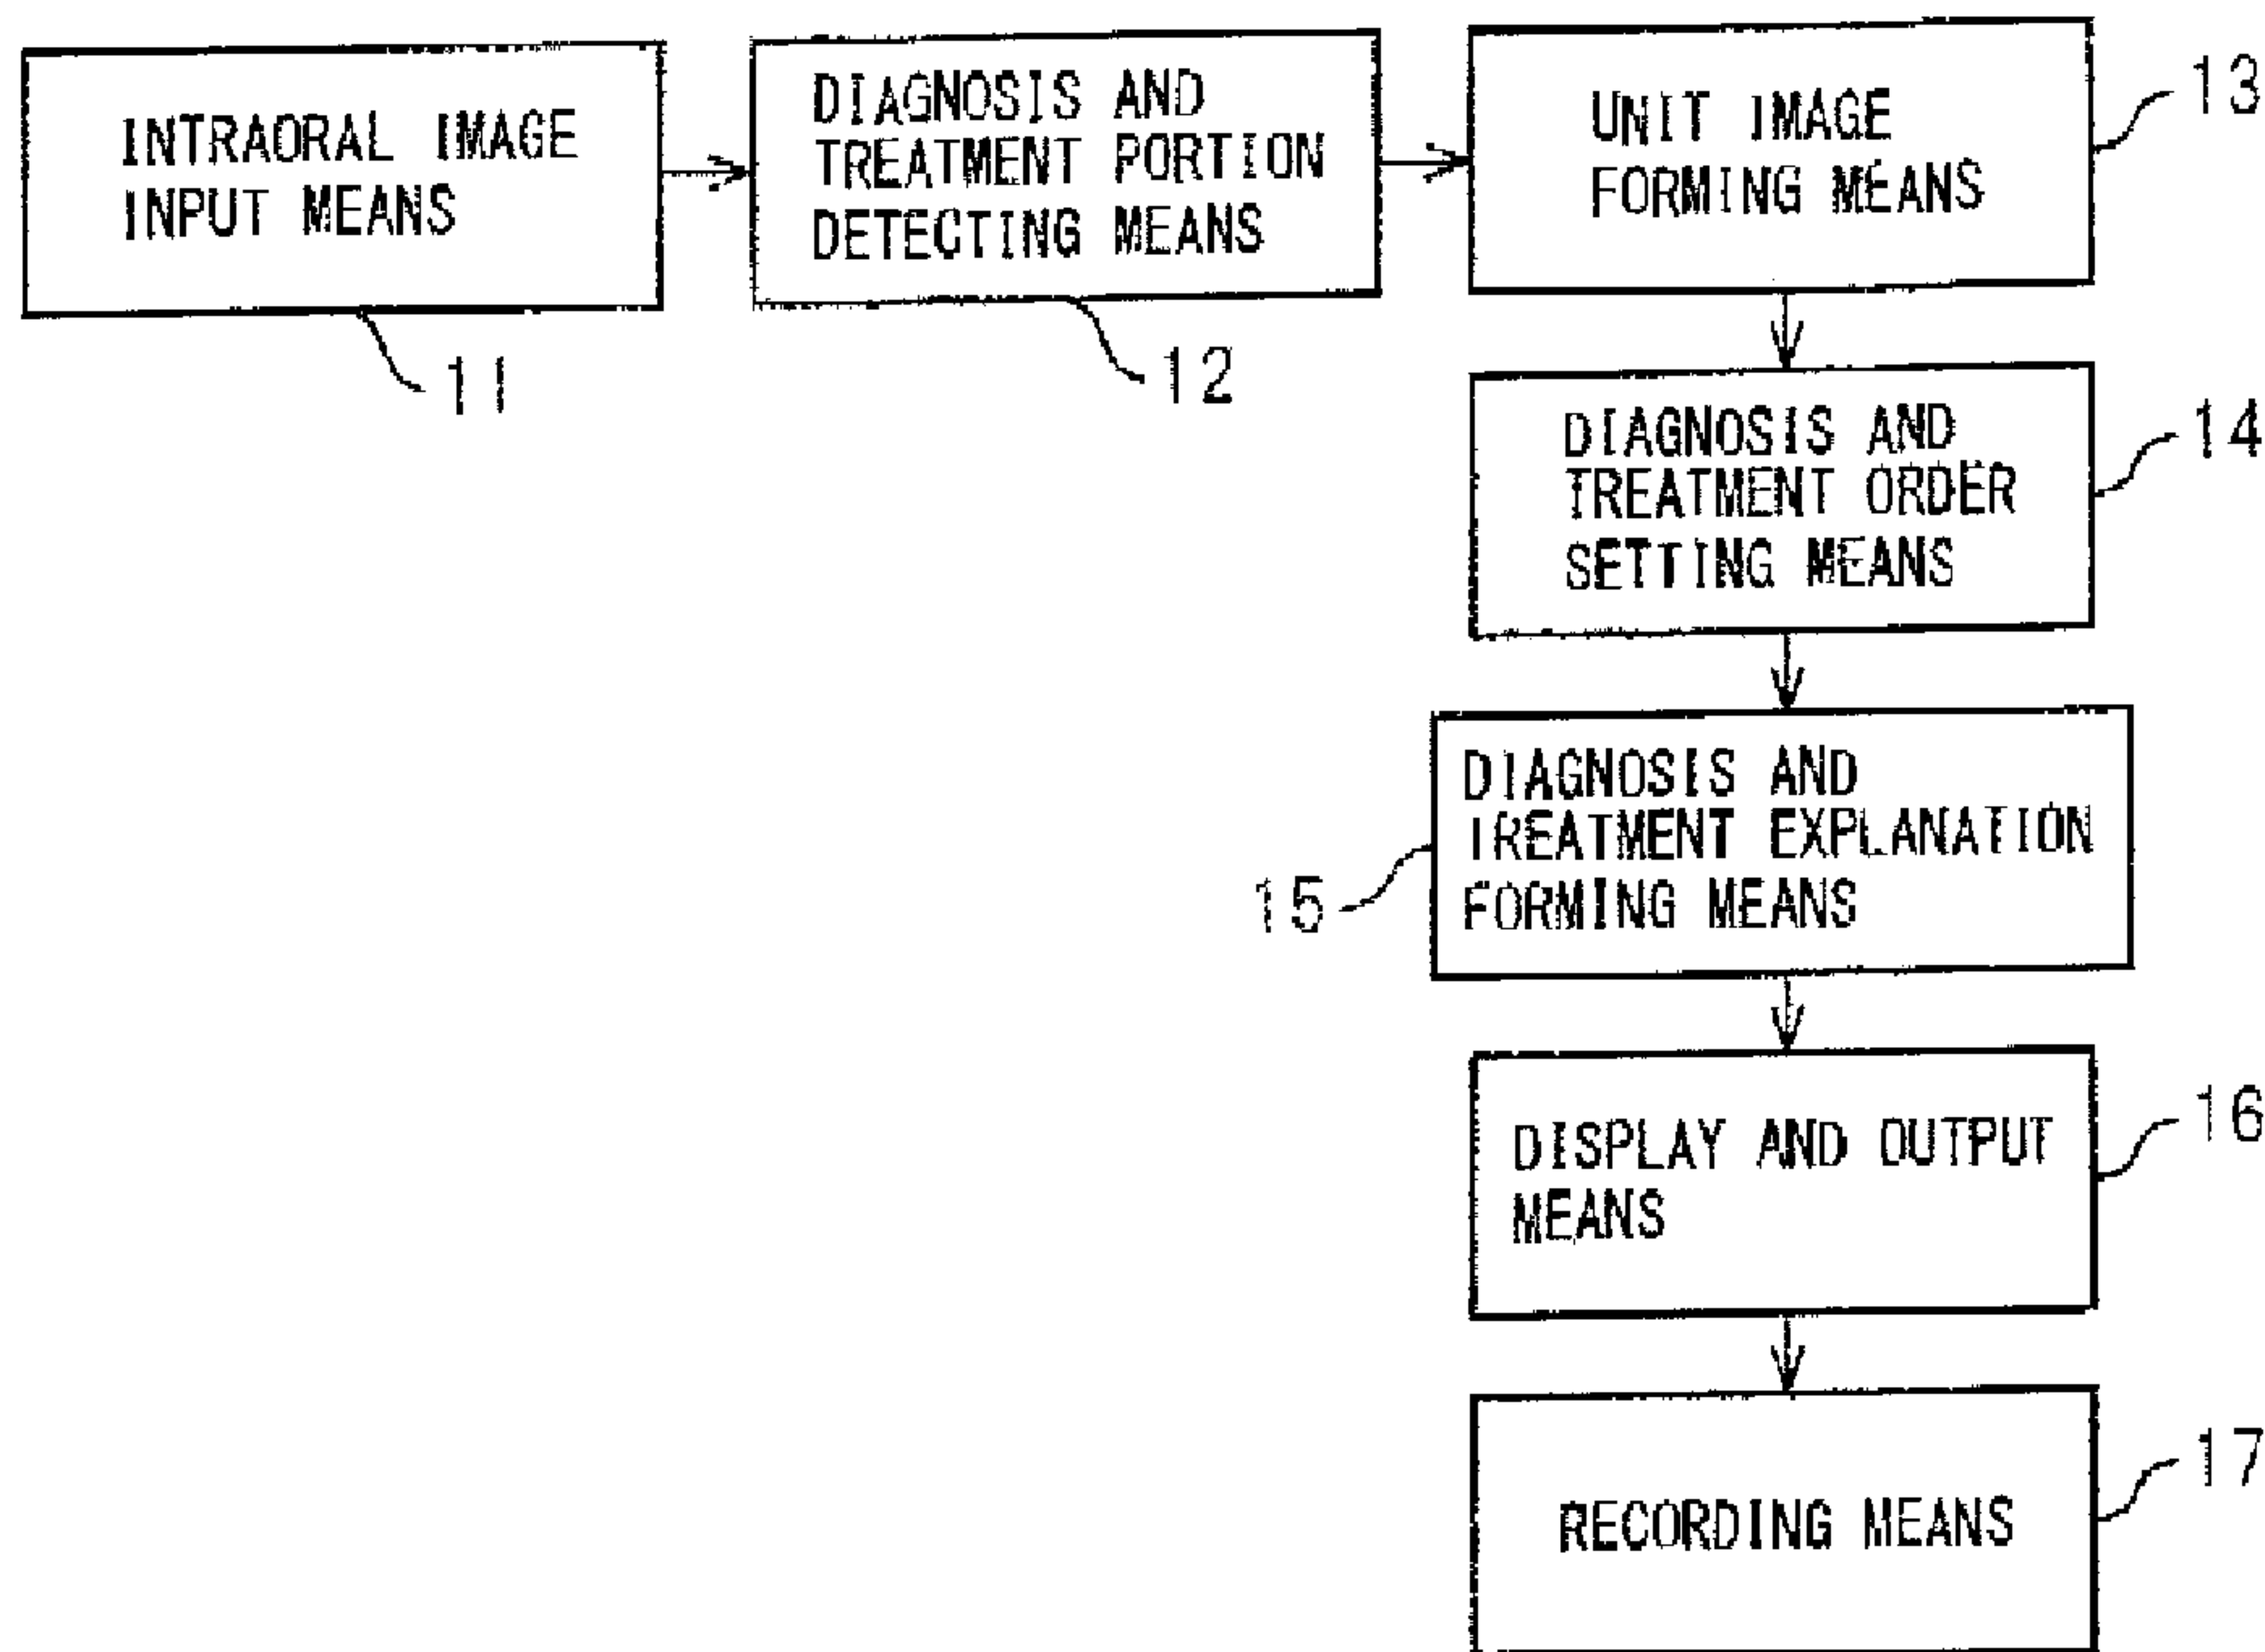 INTRAORAL IMAGE
INPUT MEANS
11
DIAGNOSIS AND
TREATMENT PORTION
DETECTING MEANS
12
UNIT IMAGE
FORMING MEANS
13
DIAGNOSIS AND
TREATMENT ORDER
SETTING MEANS
14
DIAGNOSIS AND
TREATMENT EXPLANATION
FORMING MEANS
15
DISPLAY AND OUTPUT
MEANS
16
RECORDING MEANS
17